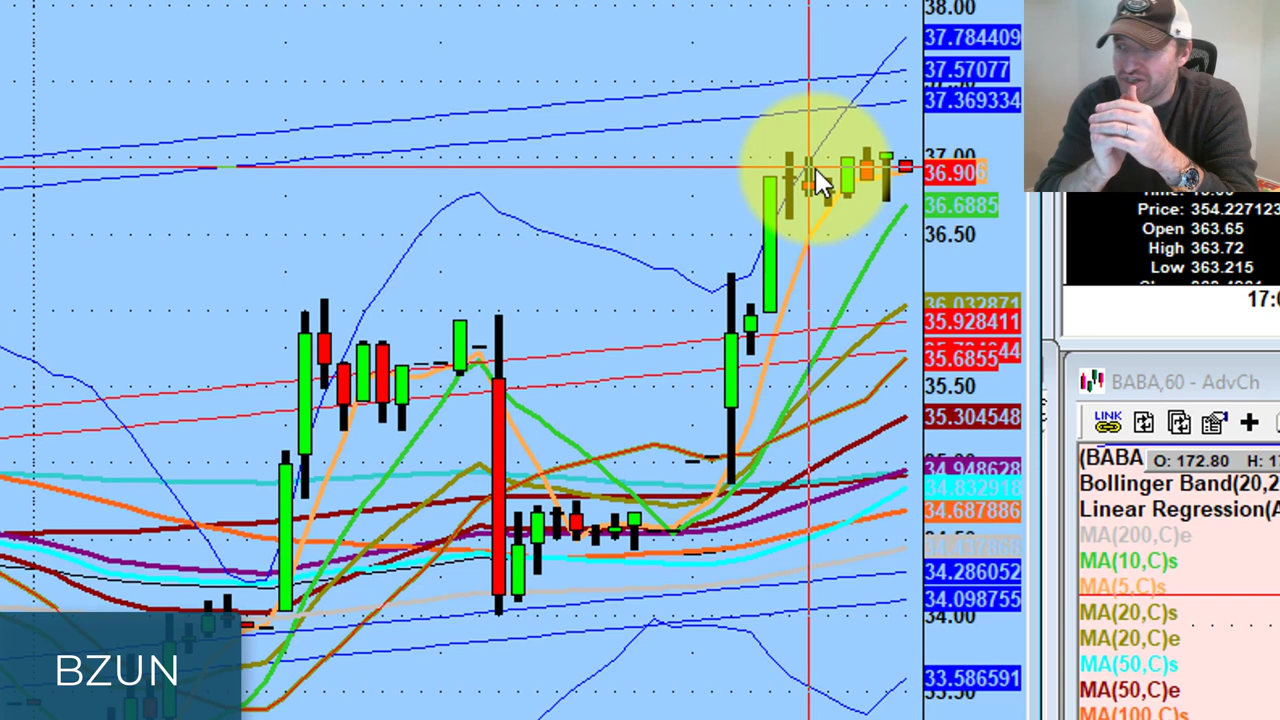 38.00
37.784409
37.57077
37.369334
37.00
36.906
36.6885
36.50
36.032871
35.928411
35.6855
35.50
35.304548
34.948628
34.832918
34.687886
34.286052
34.098755
34.00
33.586591
33.50
BZUN
Price: 354.227123
Open 363.65
High 363.72
Low 363.215
BABA,60 - AdvCh
LINK
(BABA O: 172.80 H:
Bollinger Band(20,2
Linear Regression(
MA(200,C)e
MA(10,C)s
MA(5,C)s
MA(20,C)s
MA(20,C)e
MA(50,C)s
MA(50,C)e
MA(100,C)s